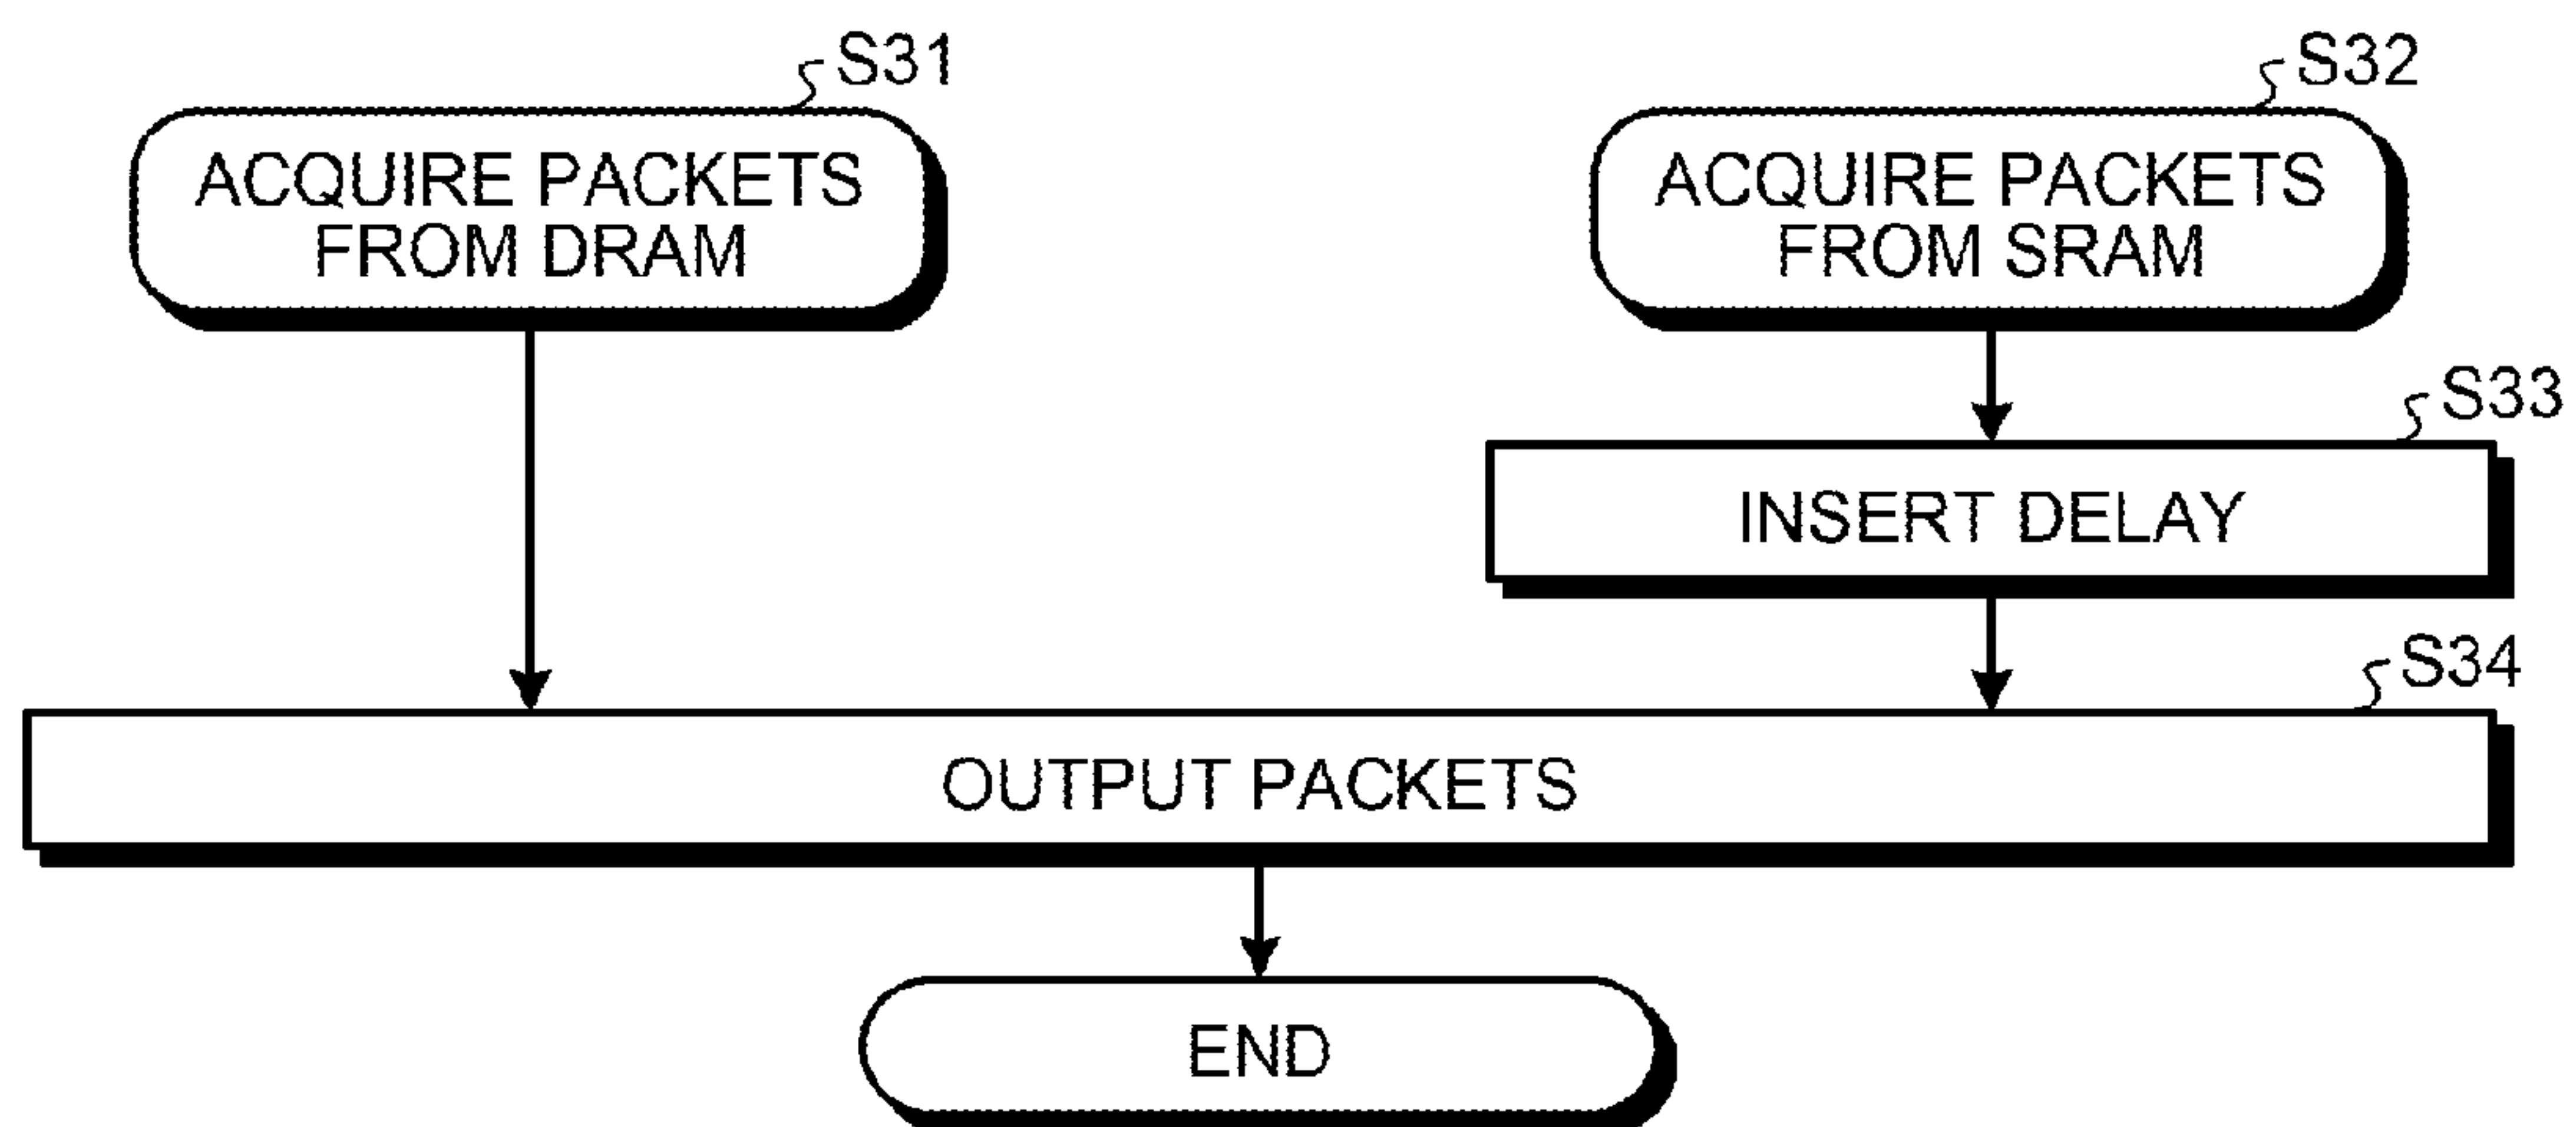 S31
ACQUIRE PACKETS
FROM DRAM
S32
ACQUIRE PACKETS
FROM SRAM
S33
INSERT DELAY
S34
OUTPUT PACKETS
END